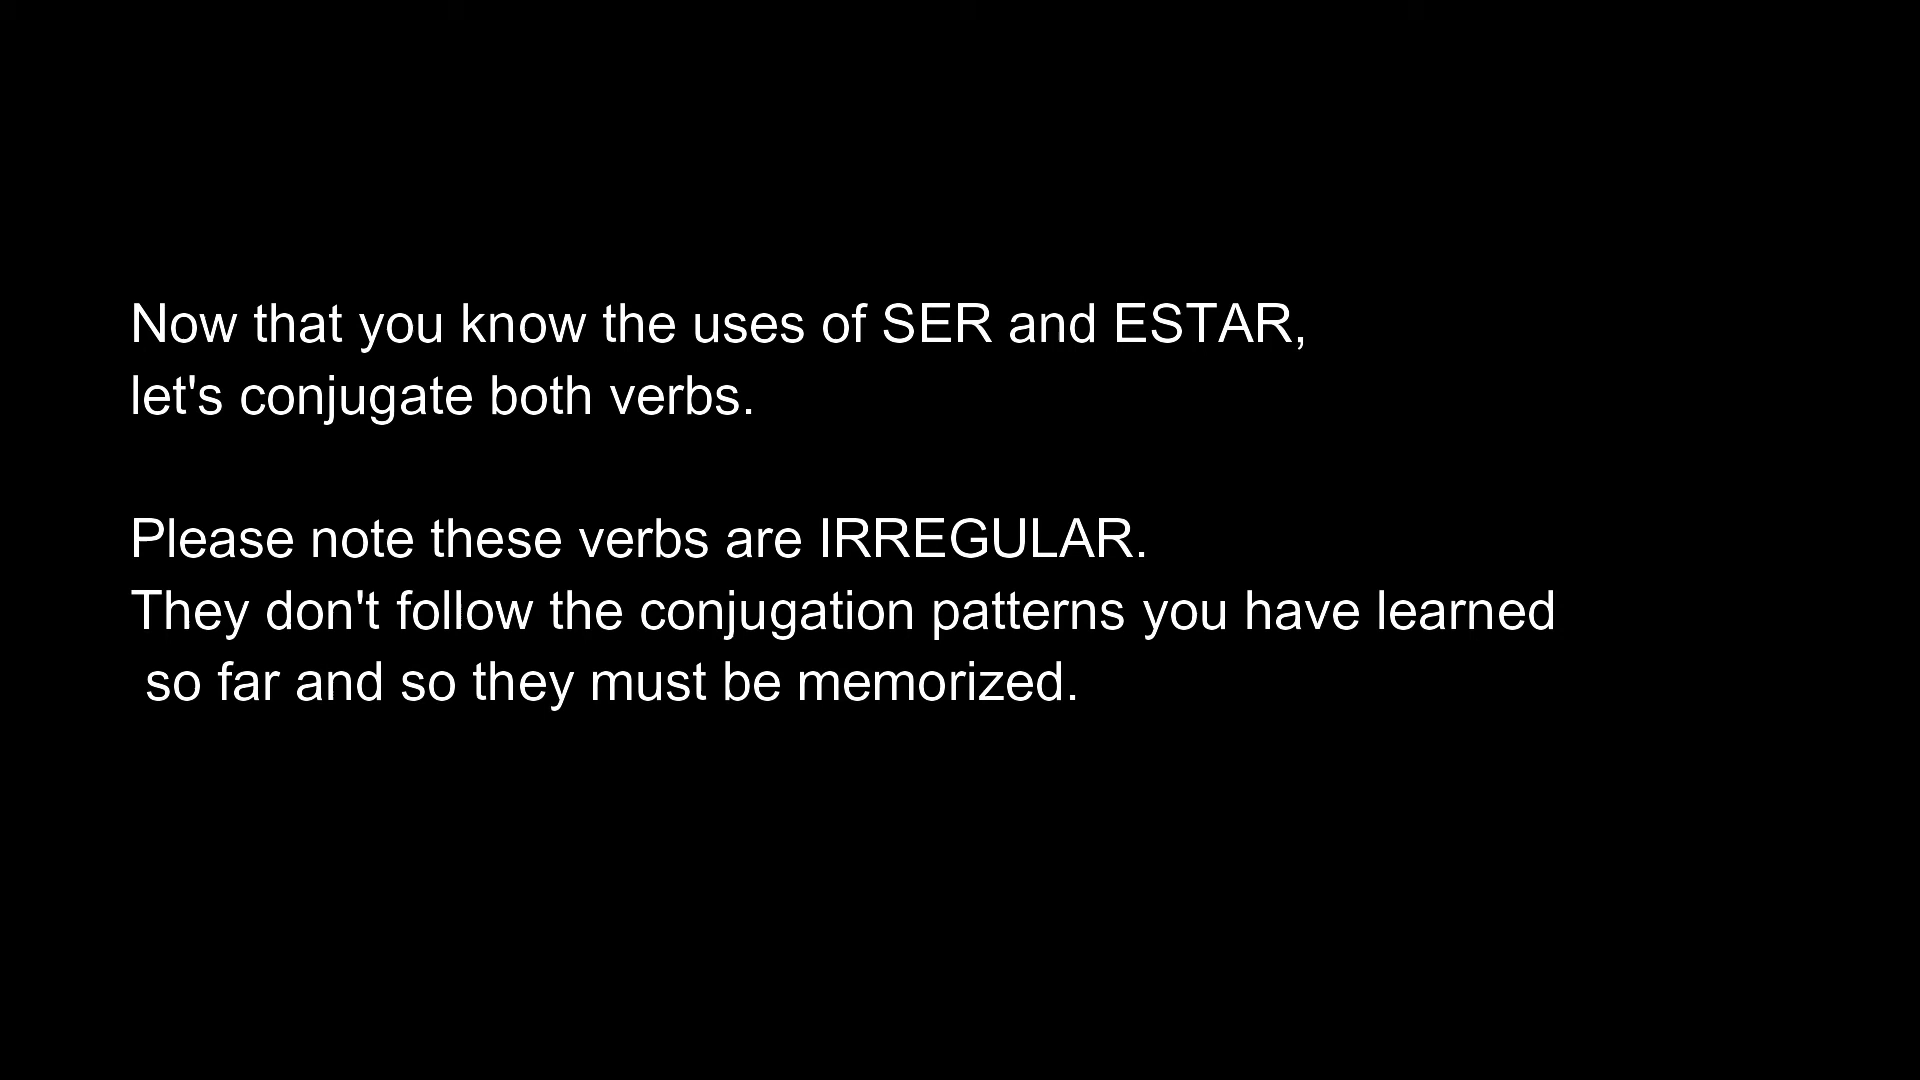 Now that you know the uses of SER and ESTAR,
let's conjugate both verbs.
Please note these verbs are IRREGULAR.
They don't follow the conjugation patterns you have learned
so far and so they must be memorized.